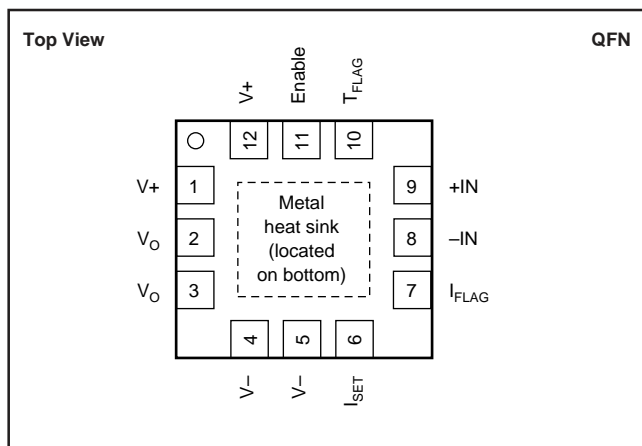 Top View
QFN
V+
Enable
TFLAG
12
11
10
V+
1
9
+IN
VO
2
8
–IN
VO
3
7
IFLAG
Metal
heat sink
(located
on bottom)
4
5
6
V–
V–
ISET